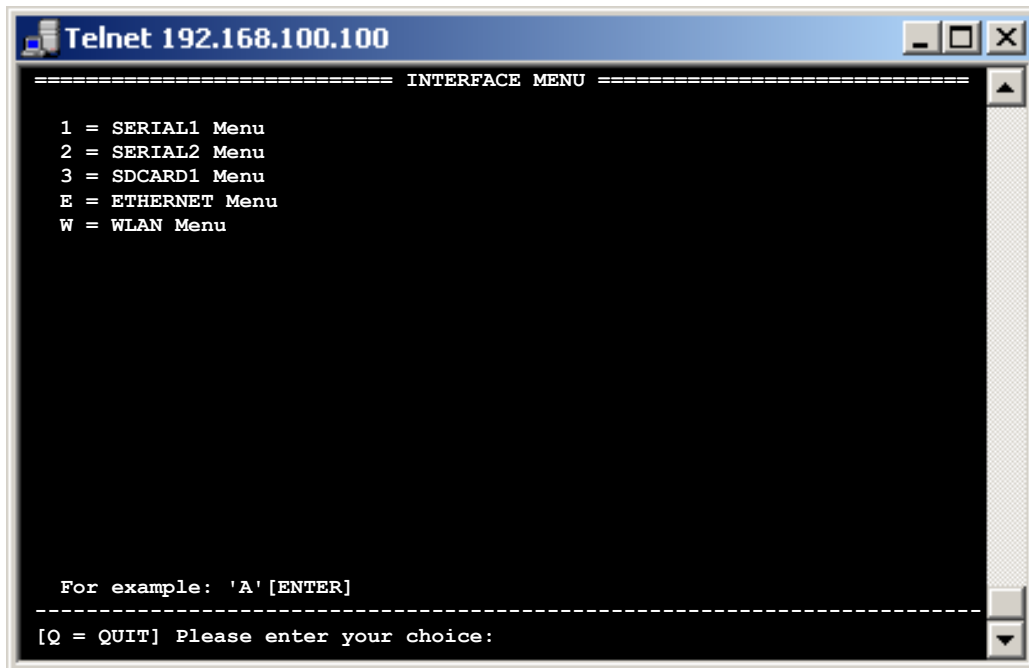 Telnet 192.168.100.100
============================ INTERFACE MENU =============================
1 = SERIAL1 Menu
2 = SERIAL2 Menu
3 = SDCARD1 Menu
E = ETHERNET Menu
W = WLAN Menu
For example: 'A'[ENTER]
--------------------------------------------------------------------------
[Q = QUIT] Please enter your choice: